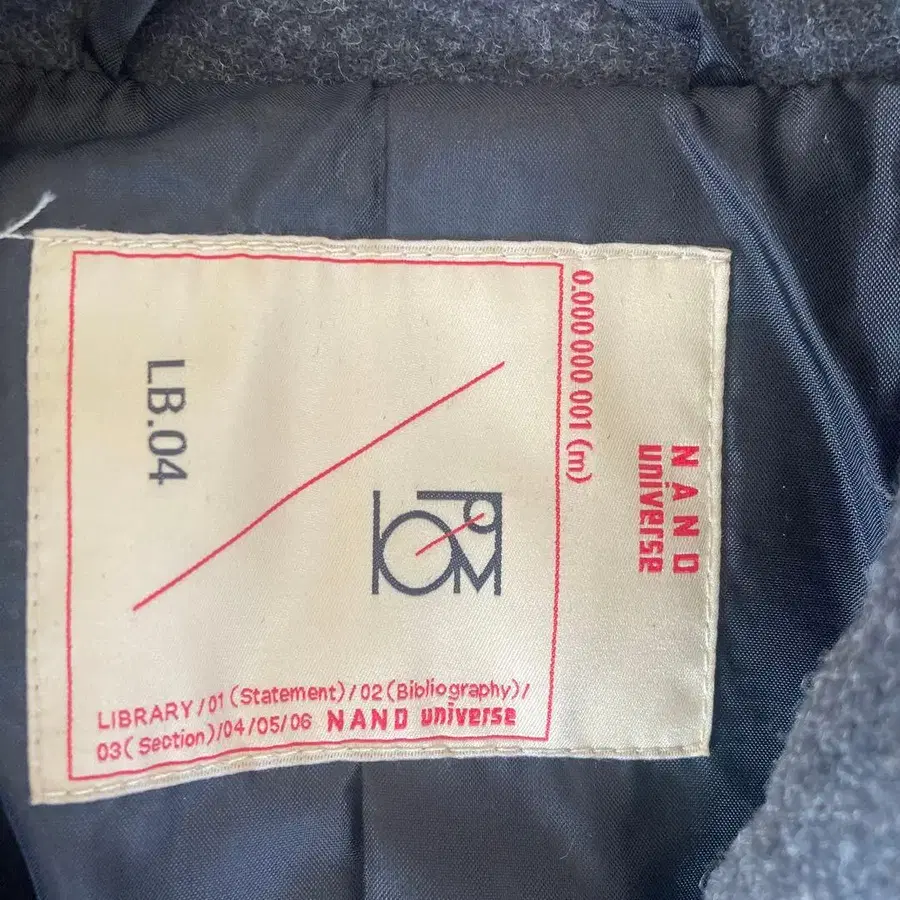 NAND
universe
0.000 000 001 (m)
LB.04
LIBRARY/01 (Statement)/02 (Bibliography)/
03( Section)/04/05/06 NAND universe